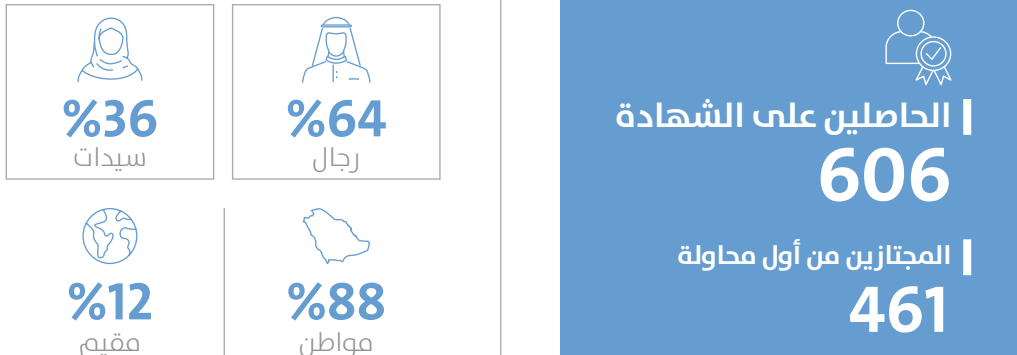 الحاصلين على الشهادة
606
المجتازين من أول محاولة
461
%64
رجال
%36
سيدات
%88
مواطن
%12
مقيم